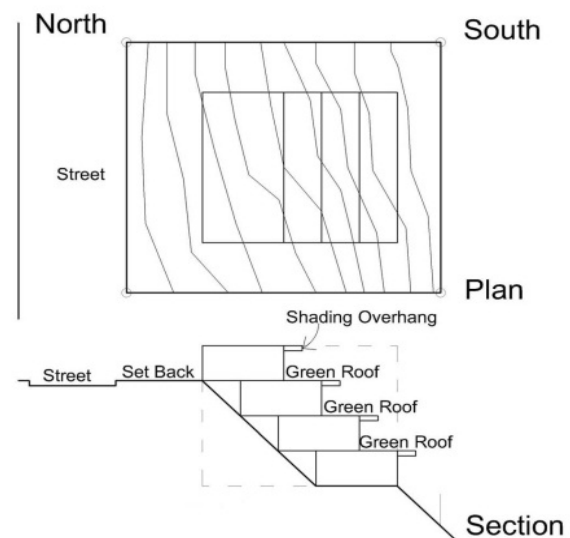 North
South
Street
Plan
Shading Overhang
Street
Set Back
Green Roof
Green Roof
Green Roof
Section